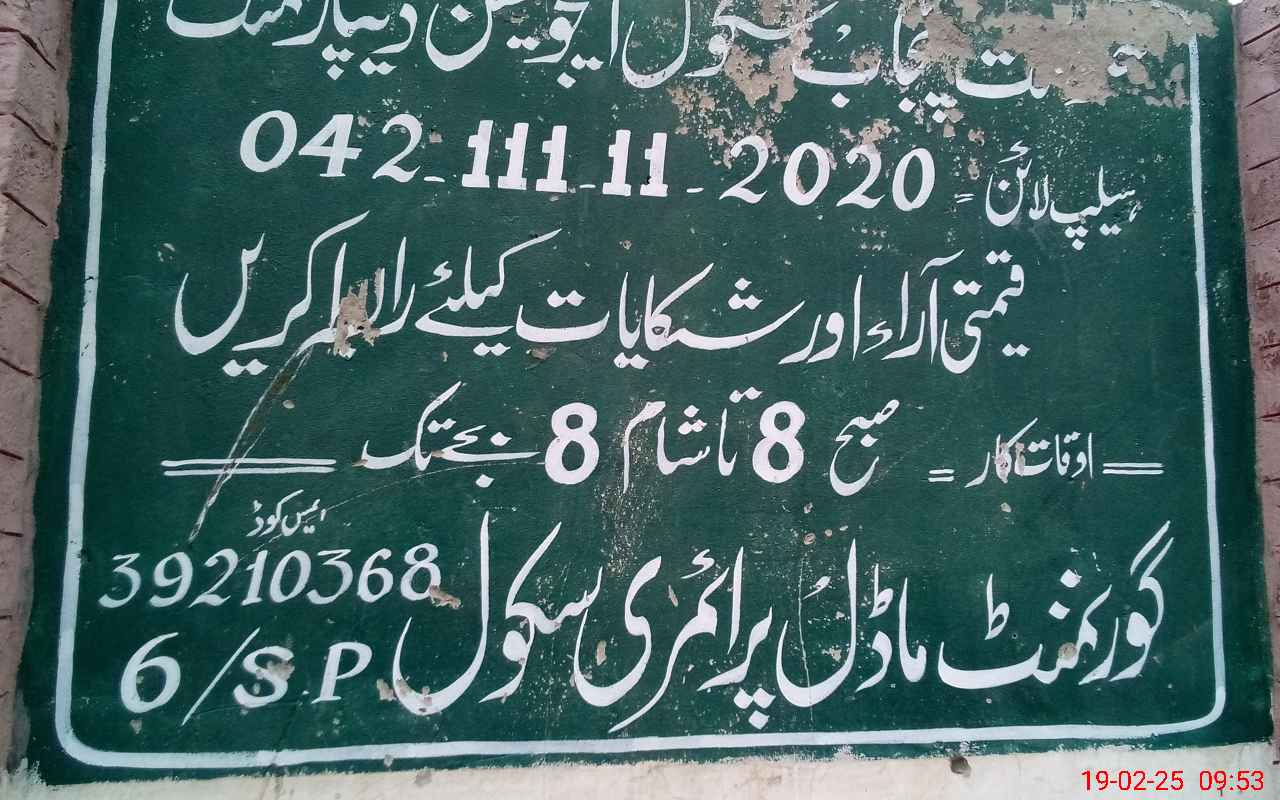 پنجاب سکول ایجوکیشن ڈیپارٹمنٹ
ہیلپ لائن = 042-111-11-2020
قیمتی آراء اور شکایات کیلئے رابطہ کریں
اوقات کار = صبح 8 تا شام 8 بجے تک
ایمس کوڈ
39210368
گورنمنٹ ماڈل پرائمری سکول
6/S.P
19-02-25 09:53